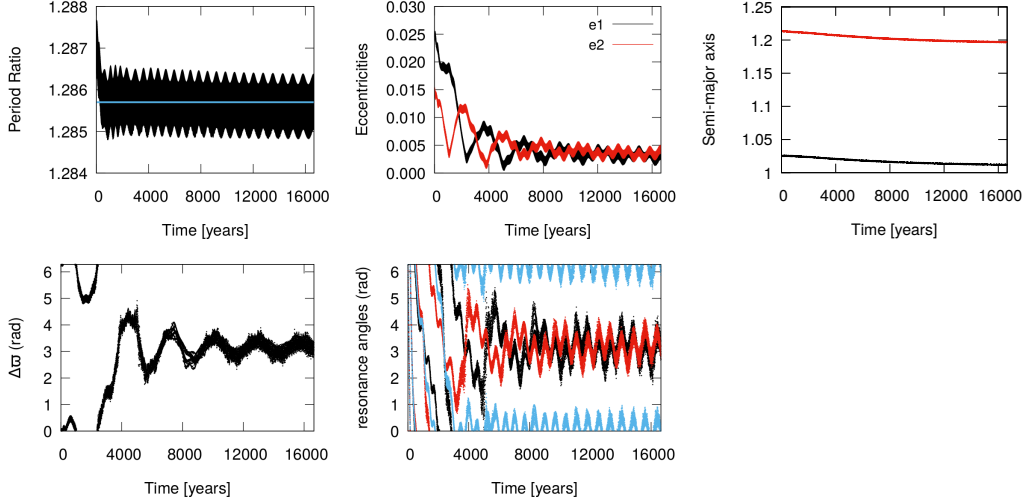 1.288
1.287
1.286
1.285
1.284
Period Ratio
0 4000 8000 12000 16000
Time [years]
0.030
0.025
0.020
0.015
0.010
0.005
0.000
Eccentricities
e1
e2
0 4000 8000 12000 16000
Time [years]
1.25
1.2
1.15
1.1
1.05
1
Semi-major axis
0 4000 8000 12000 16000
Time [years]
6
5
4
3
2
1
0
Δϖ (rad)
0 4000 8000 12000 16000
Time [years]
6
5
4
3
2
1
0
resonance angles (rad)
0 4000 8000 12000 16000
Time [years]